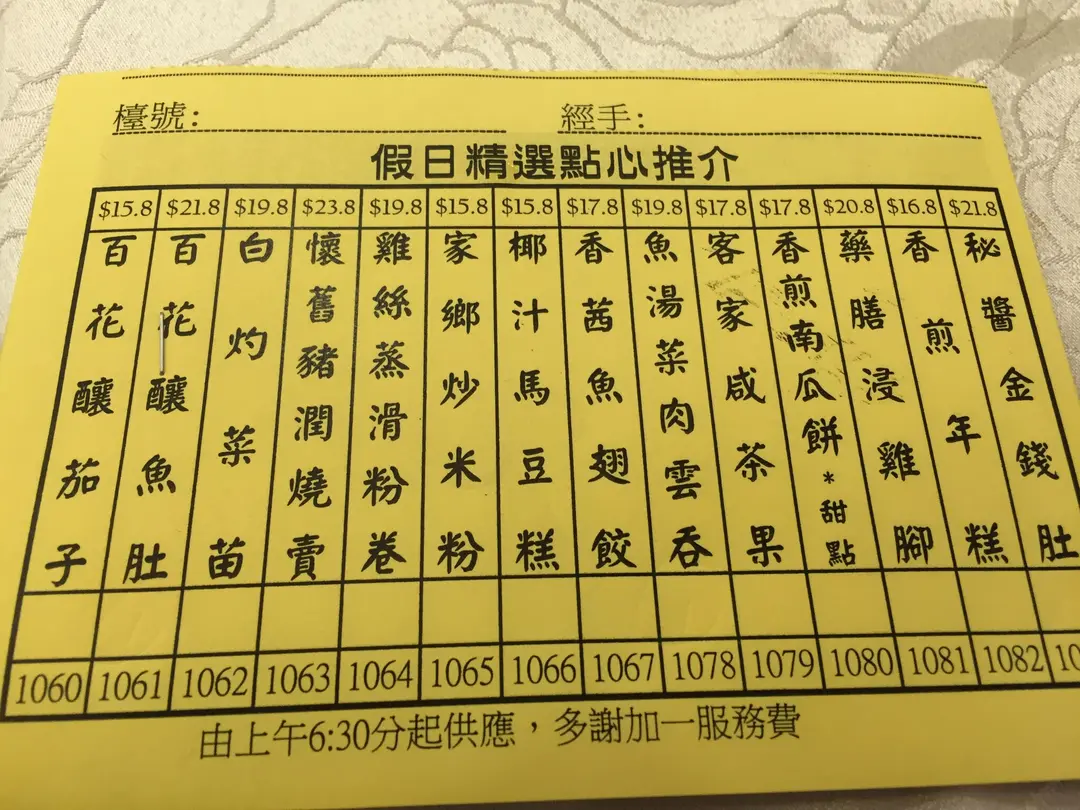 檯號: 經手:
假日精選點心推介
$15.8 $21.8 $19.8 $23.8 $19.8 $15.8 $15.8 $17.8 $19.8 $17.8 $17.8 $20.8 $16.8 $21.8
百花釀茄子
百花釀魚肚
白灼菜苗
懷舊豬潤燒賣
雞絲蒸滑粉卷
家鄉炒米粉
椰汁馬豆糕
香茜魚翅餃
魚湯菜肉雲吞
客家咸茶果
香煎南瓜餅*甜點
藥膳浸雞腳
香煎年糕
秘醬金錢肚
1060 1061 1062 1063 1064 1065 1066 1067 1078 1079 1080 1081 1082
由上午6:30分起供應，多謝加一服務費